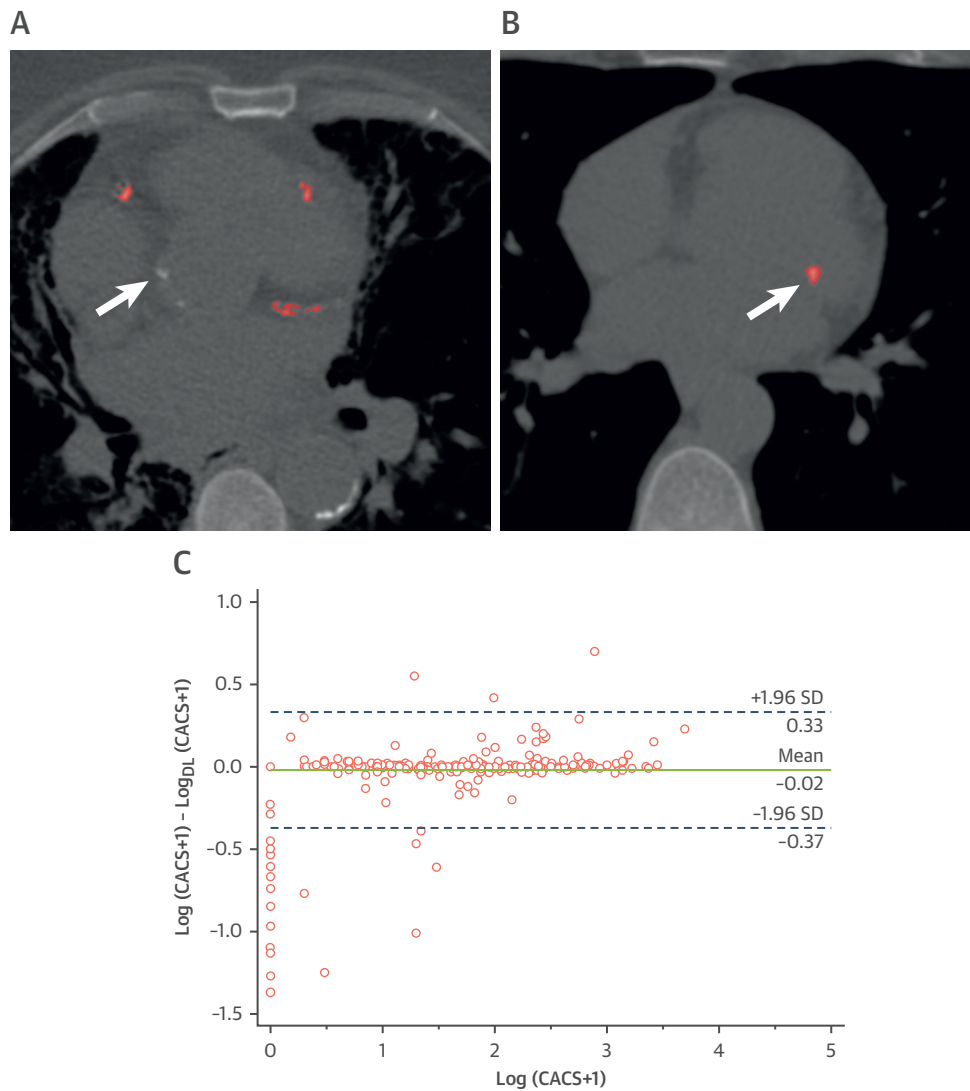 A
B
C
1.0
0.5
0.0
–0.5
–1.0
–1.5
Log (CACS+1) – LogDL (CACS+1)
+1.96 SD
0.33
Mean
–0.02
–1.96 SD
–0.37
0
1
2
3
4
5
Log (CACS+1)